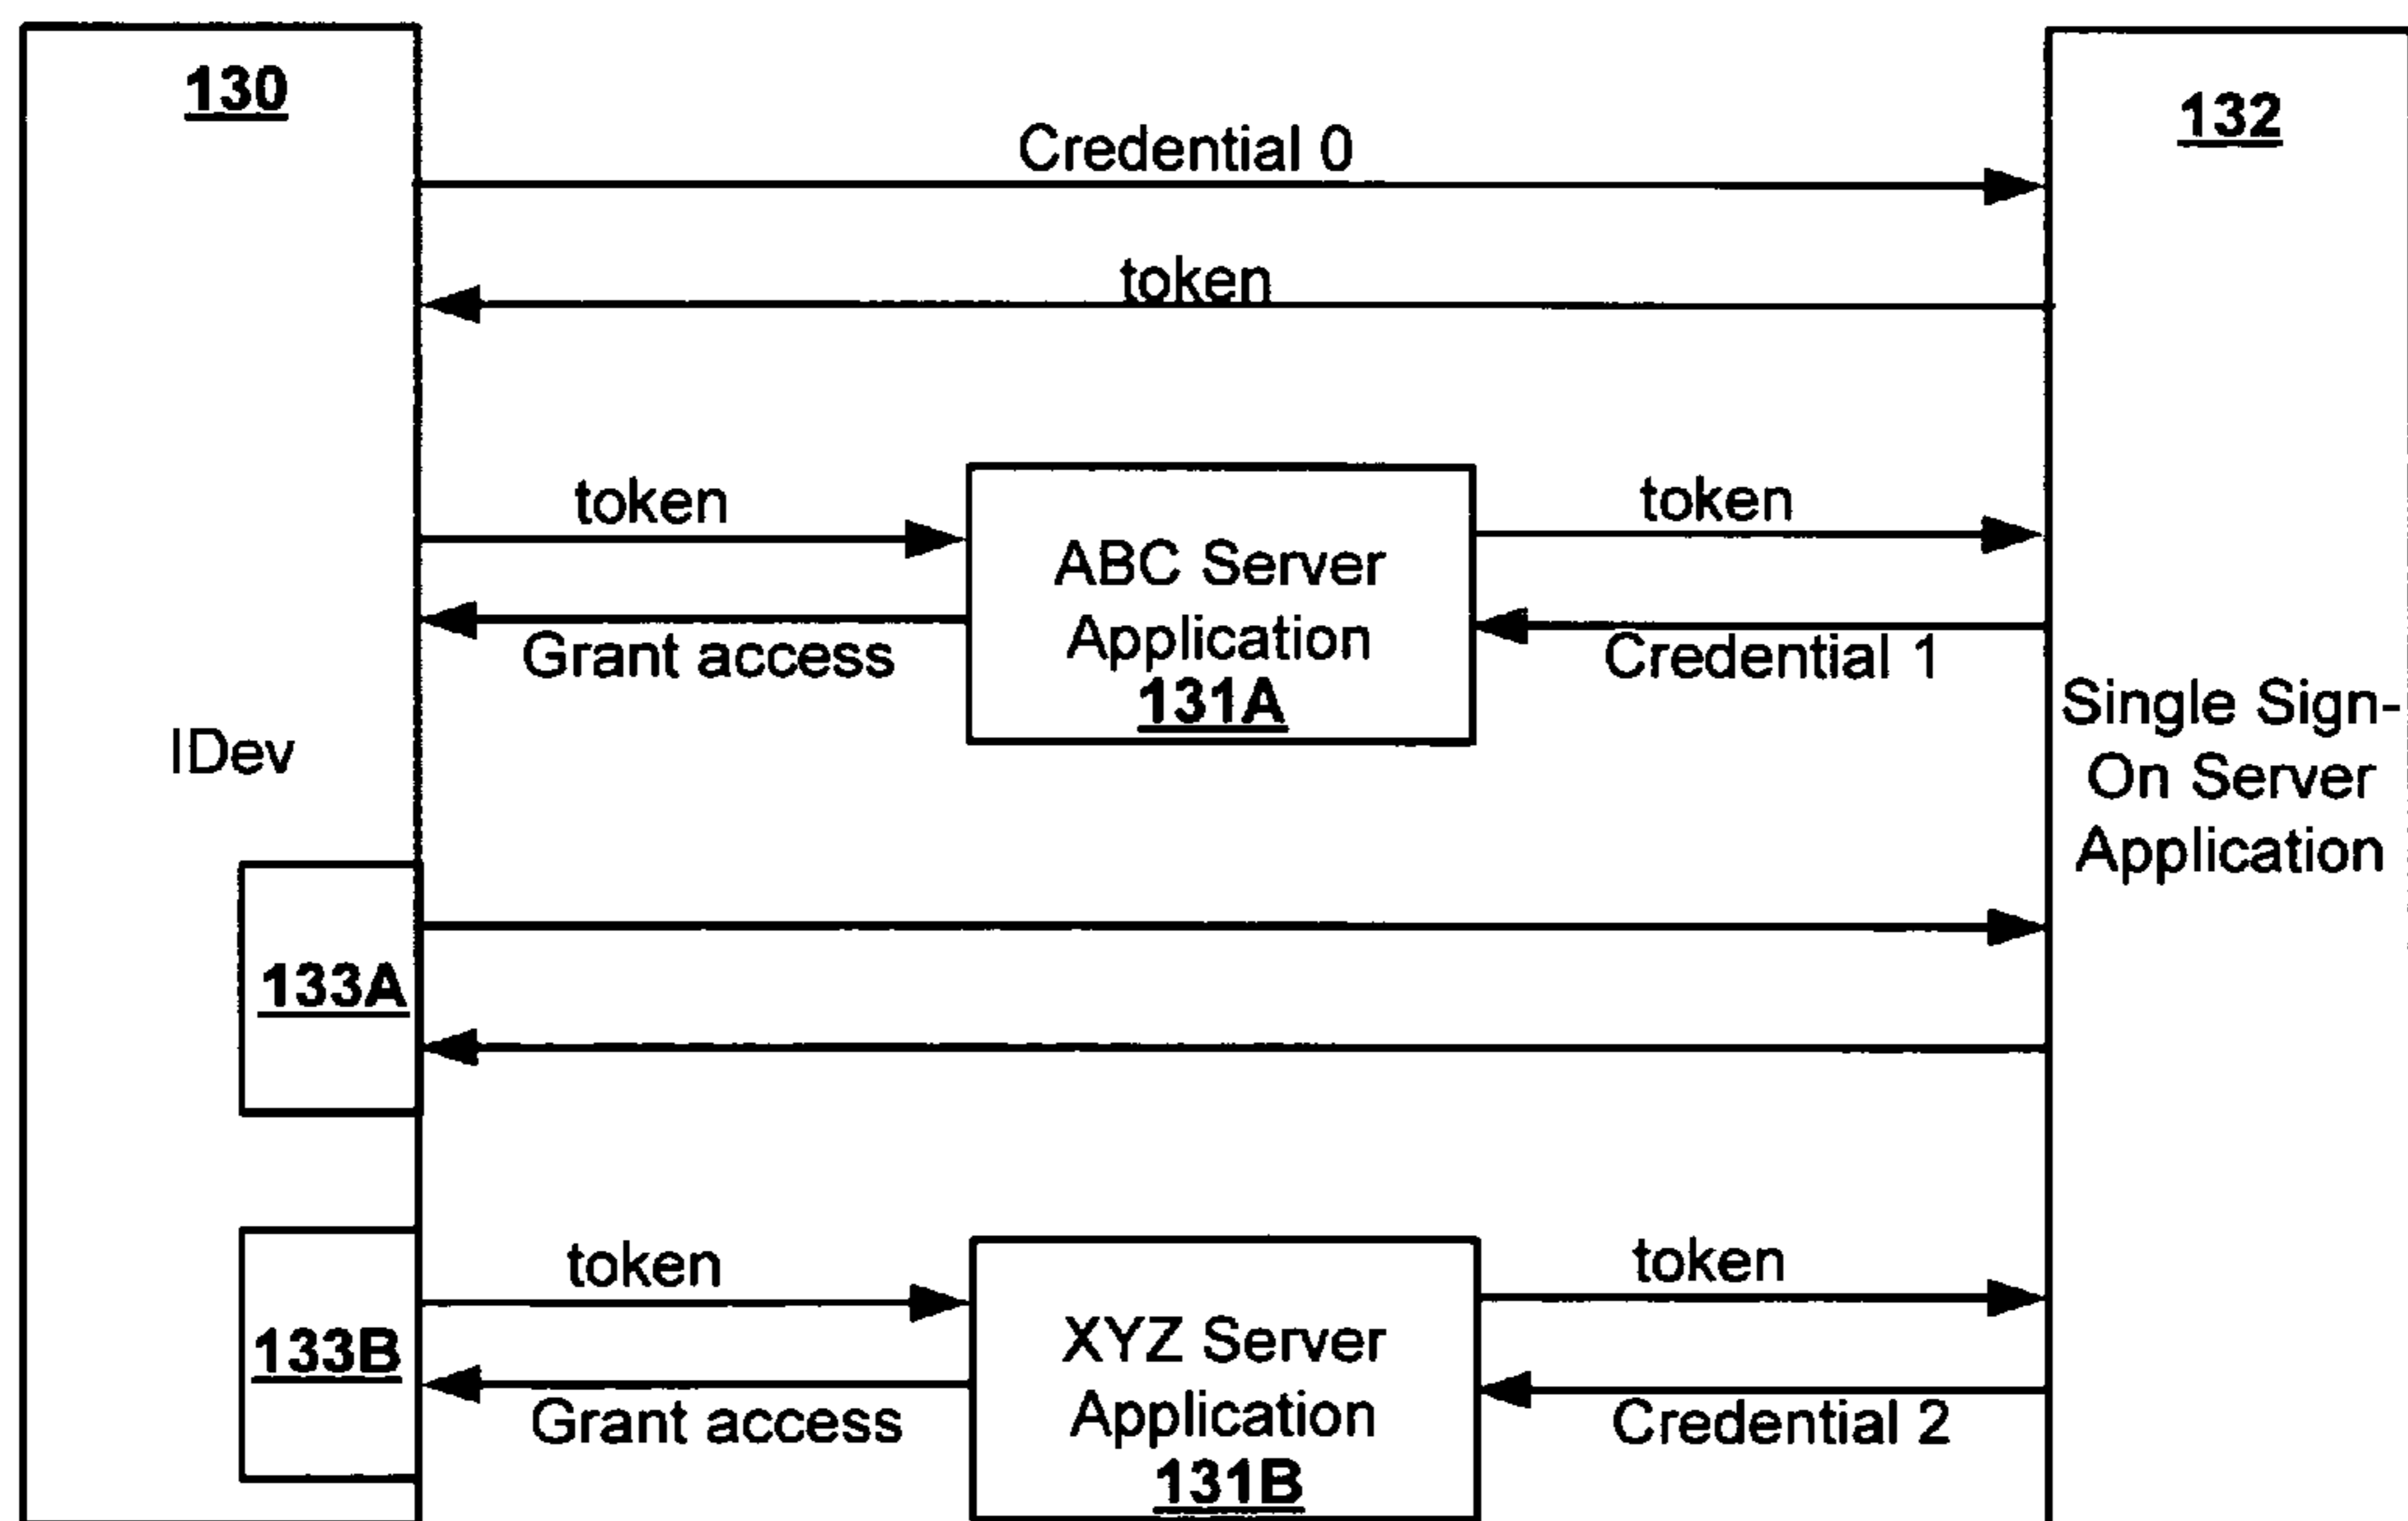 130
132
Credential 0
token
token
token
ABC Server
Application
131A
Grant access
Credential 1
Single Sign-
On Server
Application
IDev
133A
133B
token
token
XYZ Server
Application
131B
Grant access
Credential 2